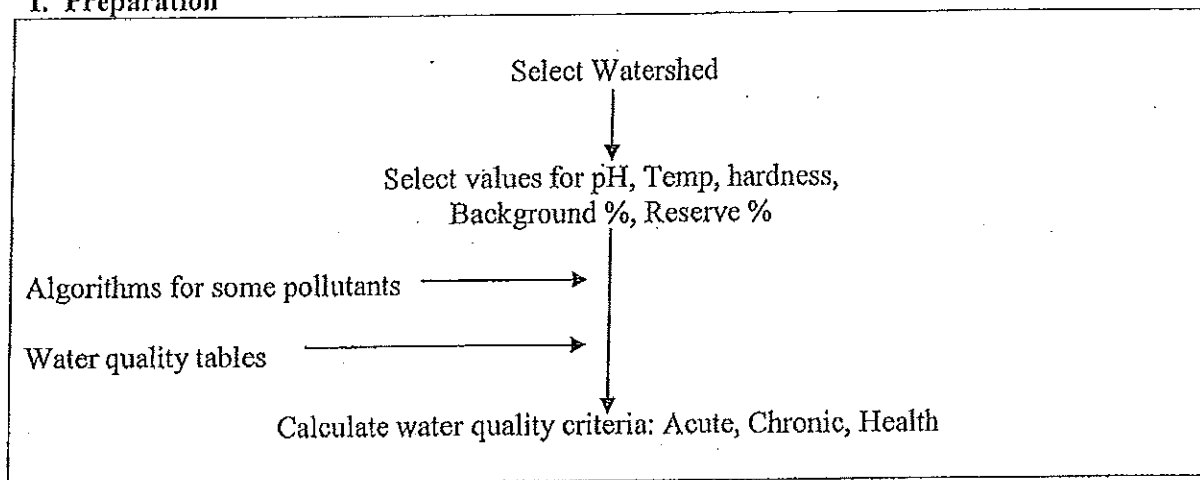 I. Preparation
Select Watershed
Select values for pH, Temp, hardness,
Background %, Reserve %
Algorithms for some pollutants
Water quality tables
Calculate water quality criteria: Acute, Chronic, Health